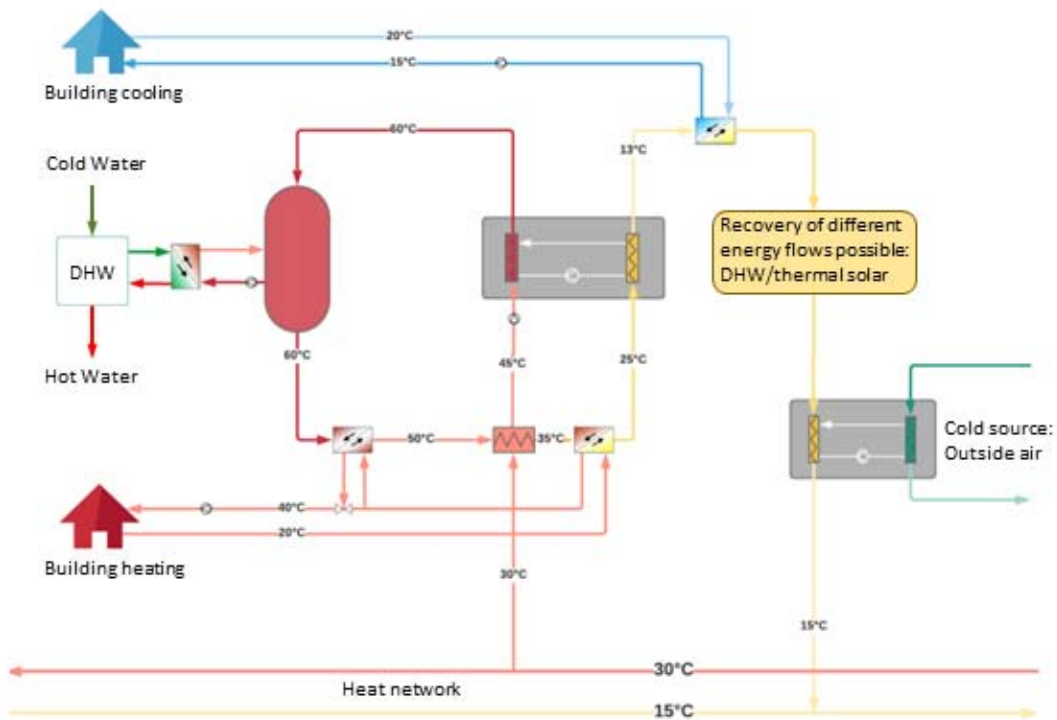 20°C
15°C
Building cooling
60°C
13°C
Cold Water
DHW
Hot Water
Recovery of different
energy flows possible:
DHW/thermal solar
60°C
45°C
25°C
50°C
35°C
Cold source:
Outside air
40°C
20°C
Building heating
30°C
15°C
30°C
Heat network
15°C